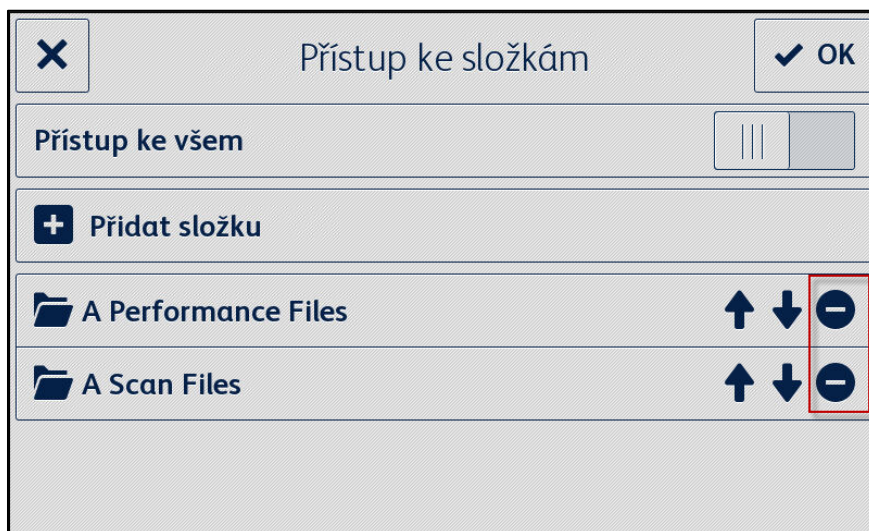 Přístup ke složkám
OK
Přístup ke všem
Přidat složku
A Performance Files
A Scan Files